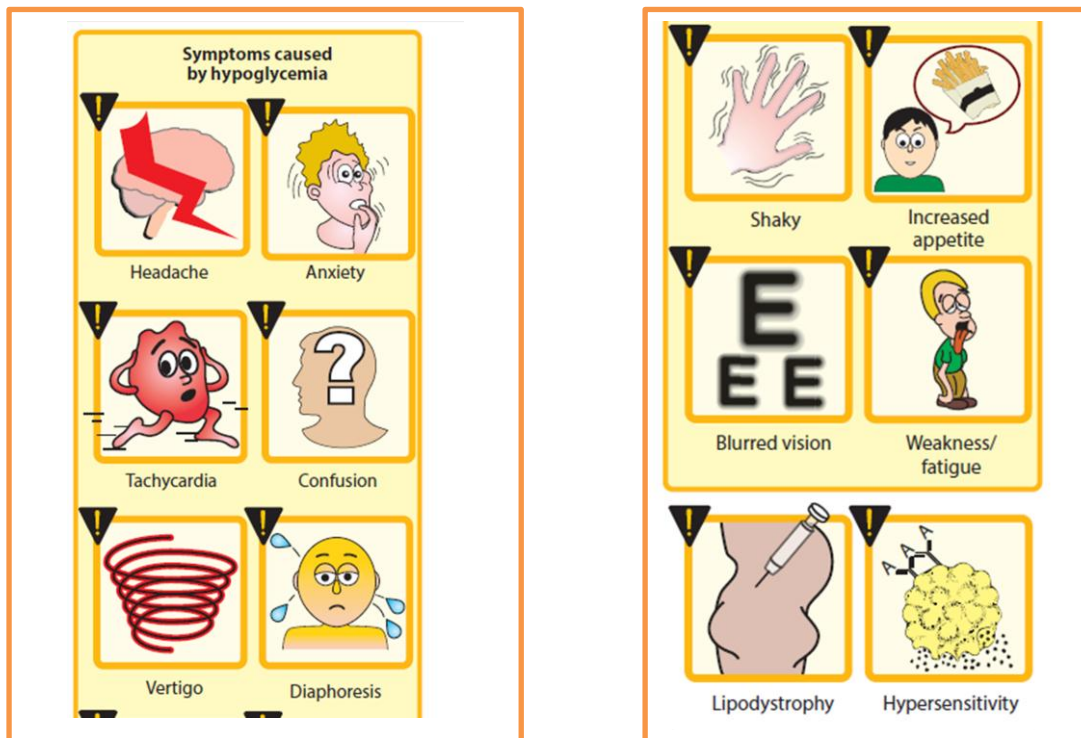 Symptoms caused
by hypoglycemia
Headache
Anxiety
Tachycardia
Confusion
?
Vertigo
Diaphoresis
Shaky
Increased
appetite
E
E E
Blurred vision
Weakness/
fatigue
A A A
Lipodystrophy
Hypersensitivity